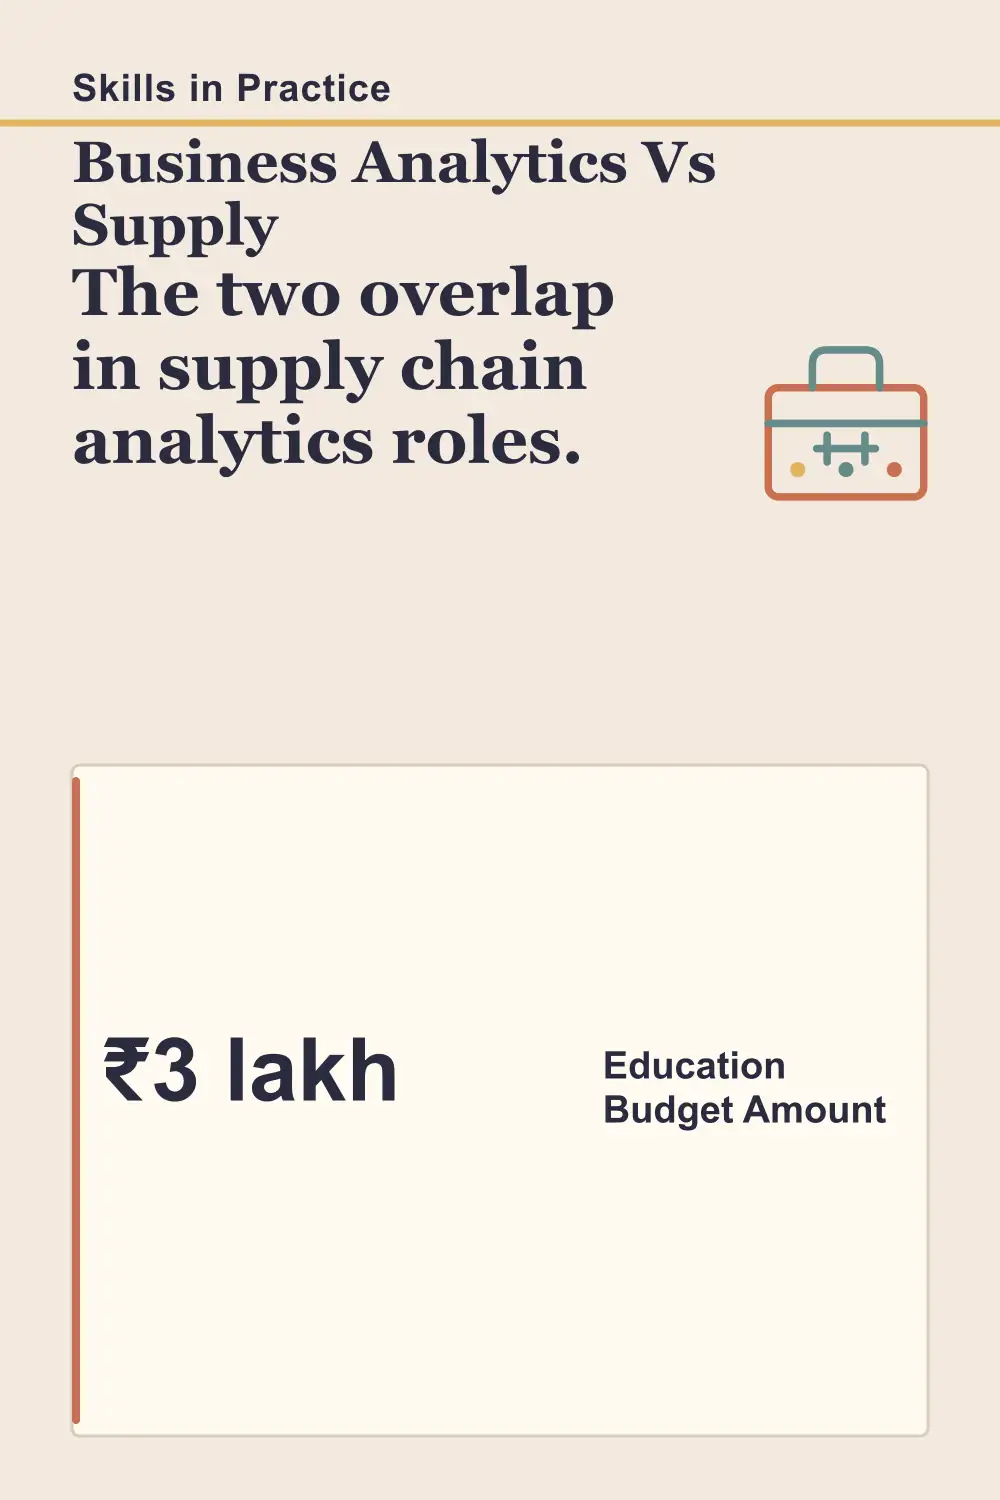 Skills in Practice
Business Analytics Vs
Supply
The two overlap
in supply chain
analytics roles.
₹3 lakh
Education
Budget Amount